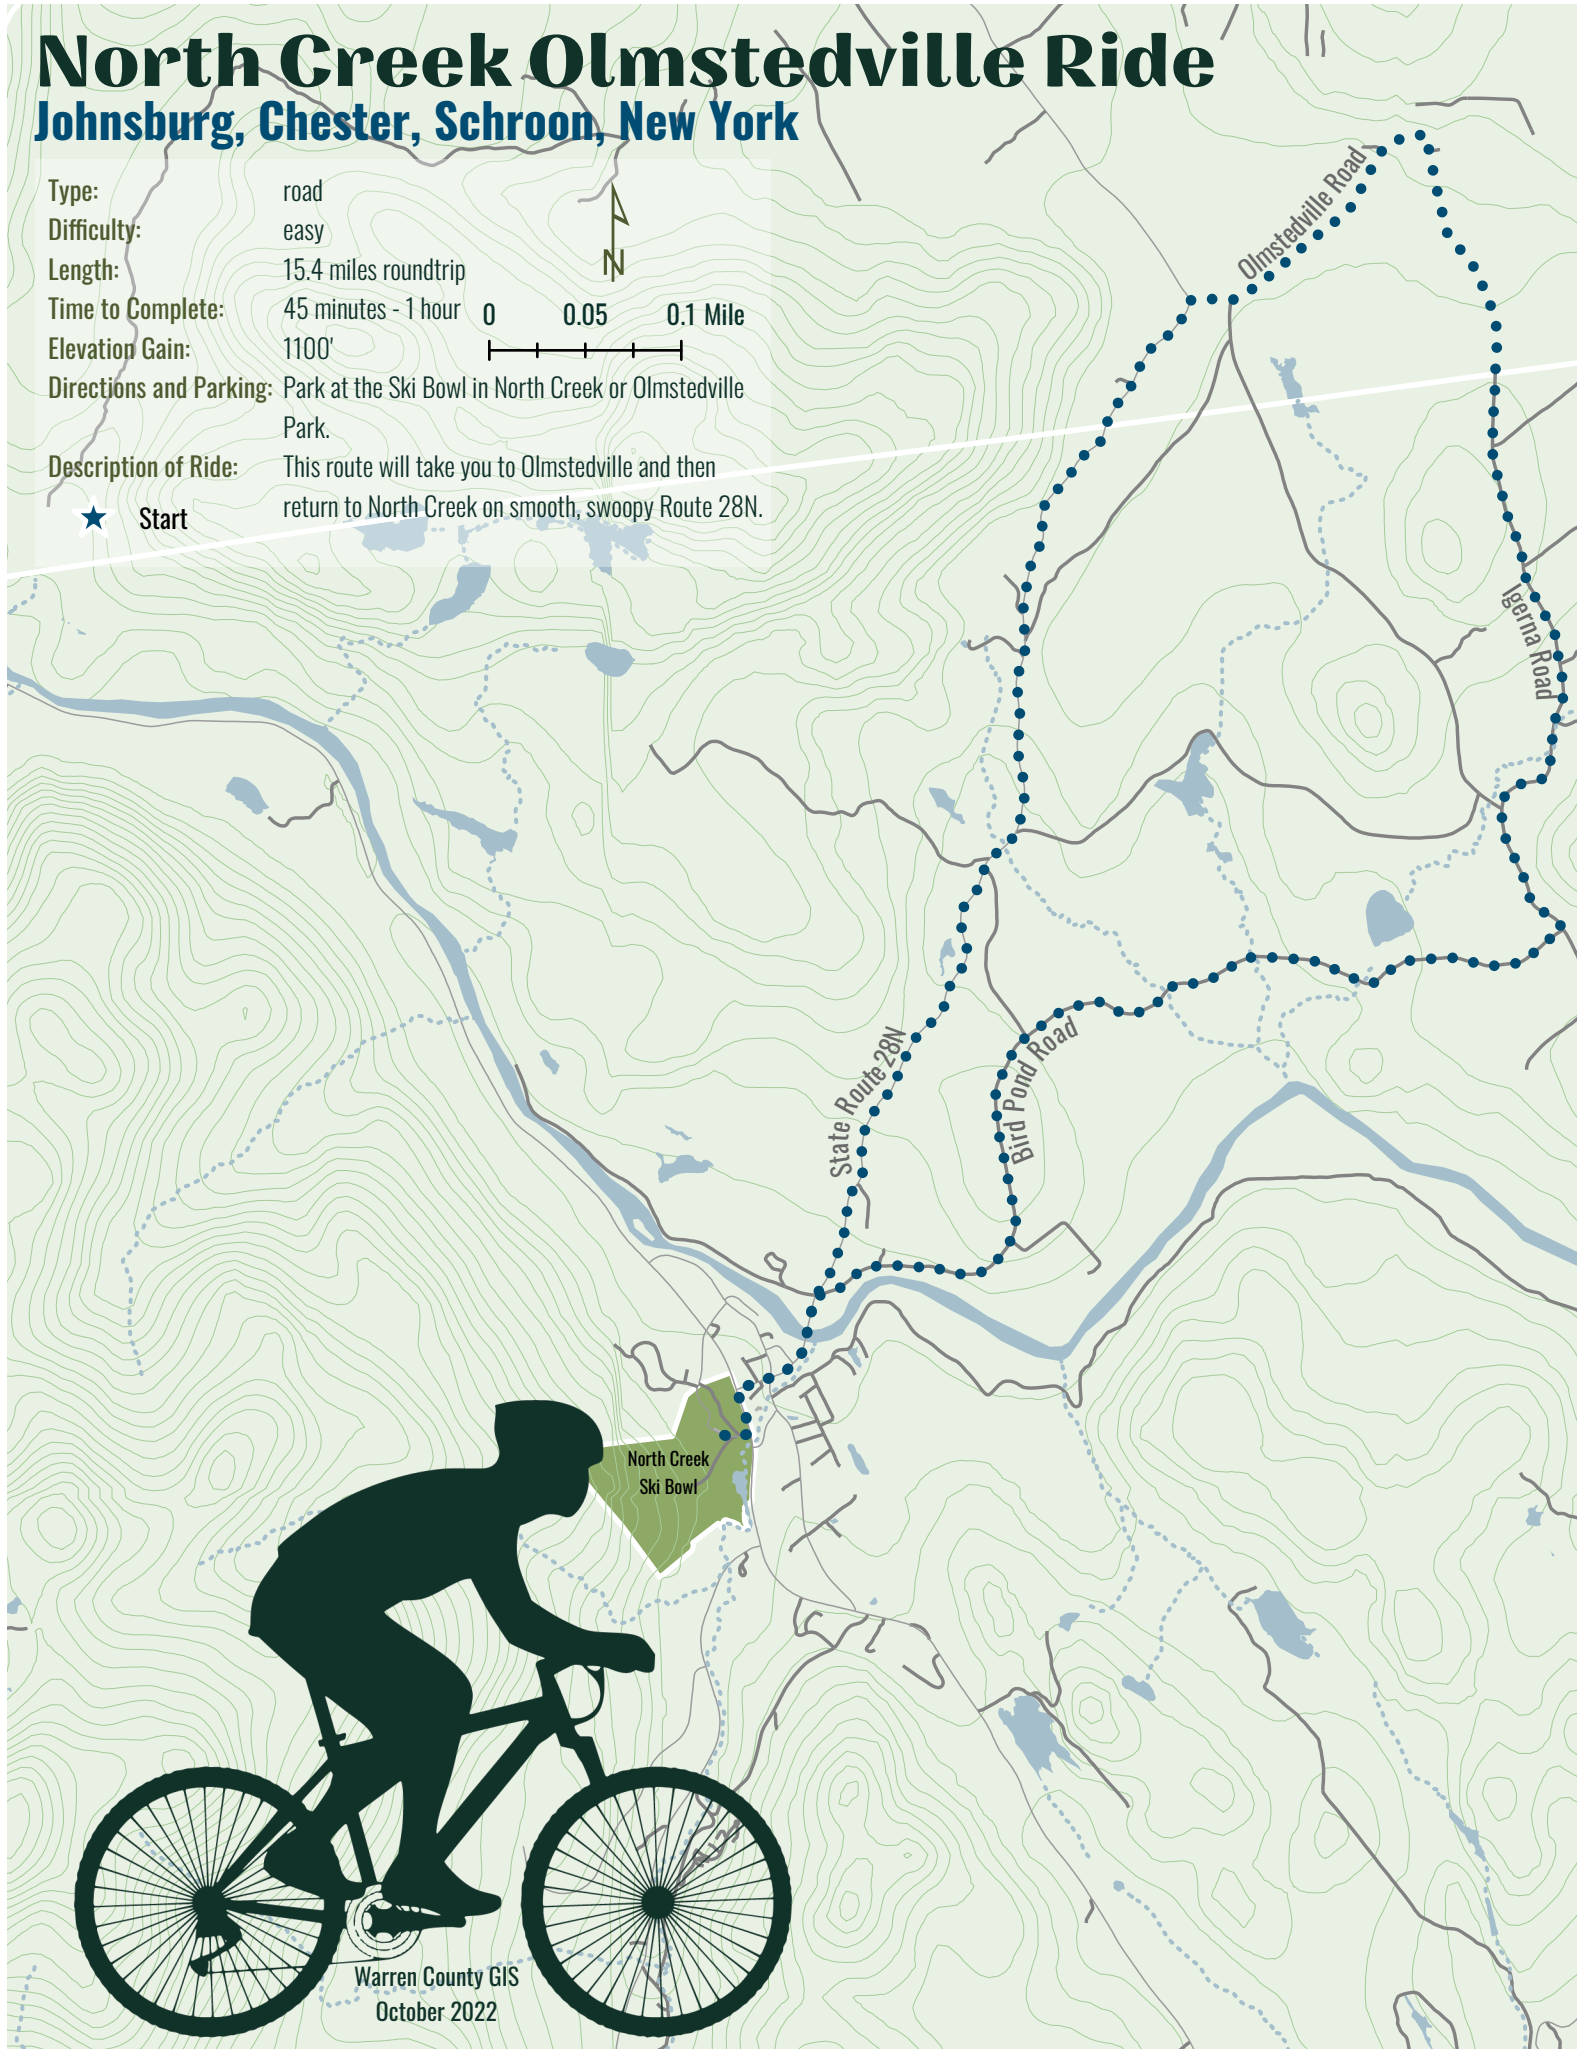 North Creek Olmstedville Ride
Johnsburg, Chester, Schroon, New York
Type: road
Difficulty: easy
Length: 15.4 miles roundtrip
Time to Complete: 45 minutes - 1 hour
Elevation Gain: 1100'
Directions and Parking: Park at the Ski Bowl in North Creek or Olmstedville
Park.
Description of Ride: This route will take you to Olmstedville and then
return to North Creek on smooth, swoopy Route 28N.
Start
N
0 0.05 0.1 Mile
Olmstedville Road
Igerna Road
State Route 28N
Bird Pond Road
North Creek
Ski Bowl
Warren County GIS
October 2022